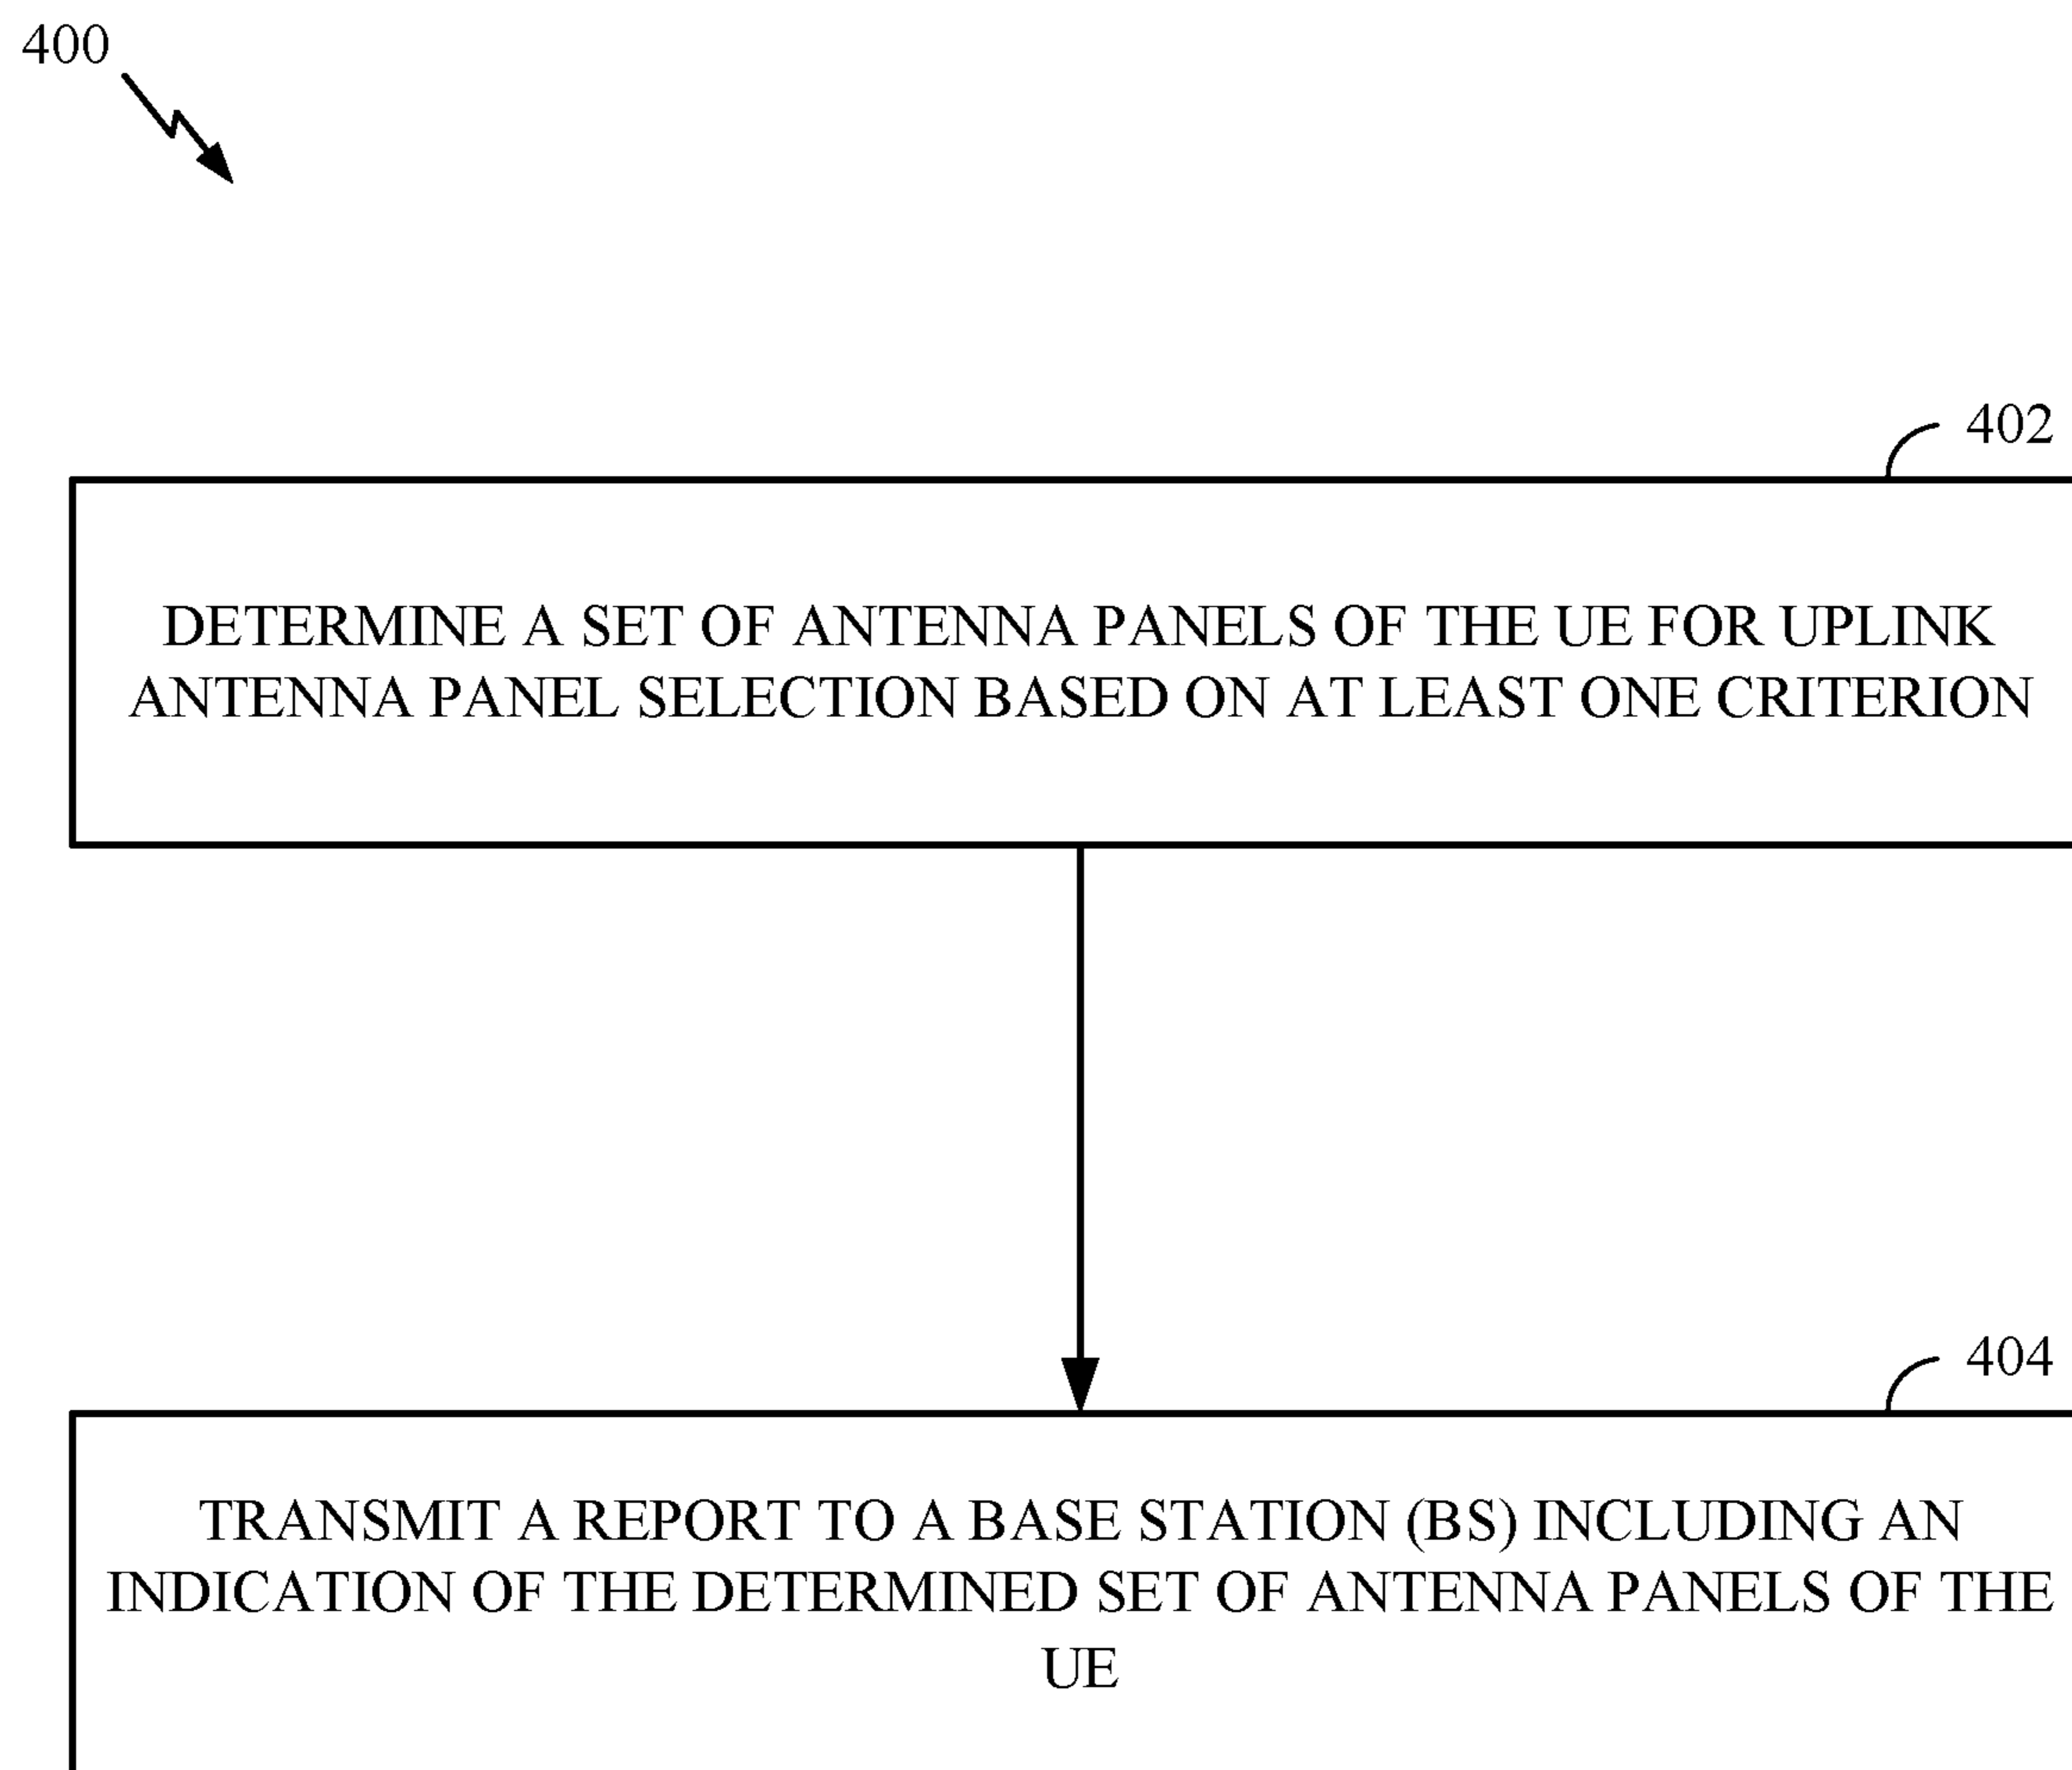 400
402
DETERMINE A SET OF ANTENNA PANELS OF THE UE FOR UPLINK
ANTENNA PANEL SELECTION BASED ON AT LEAST ONE CRITERION
404
TRANSMIT A REPORT TO A BASE STATION (BS) INCLUDING AN
INDICATION OF THE DETERMINED SET OF ANTENNA PANELS OF THE
UE